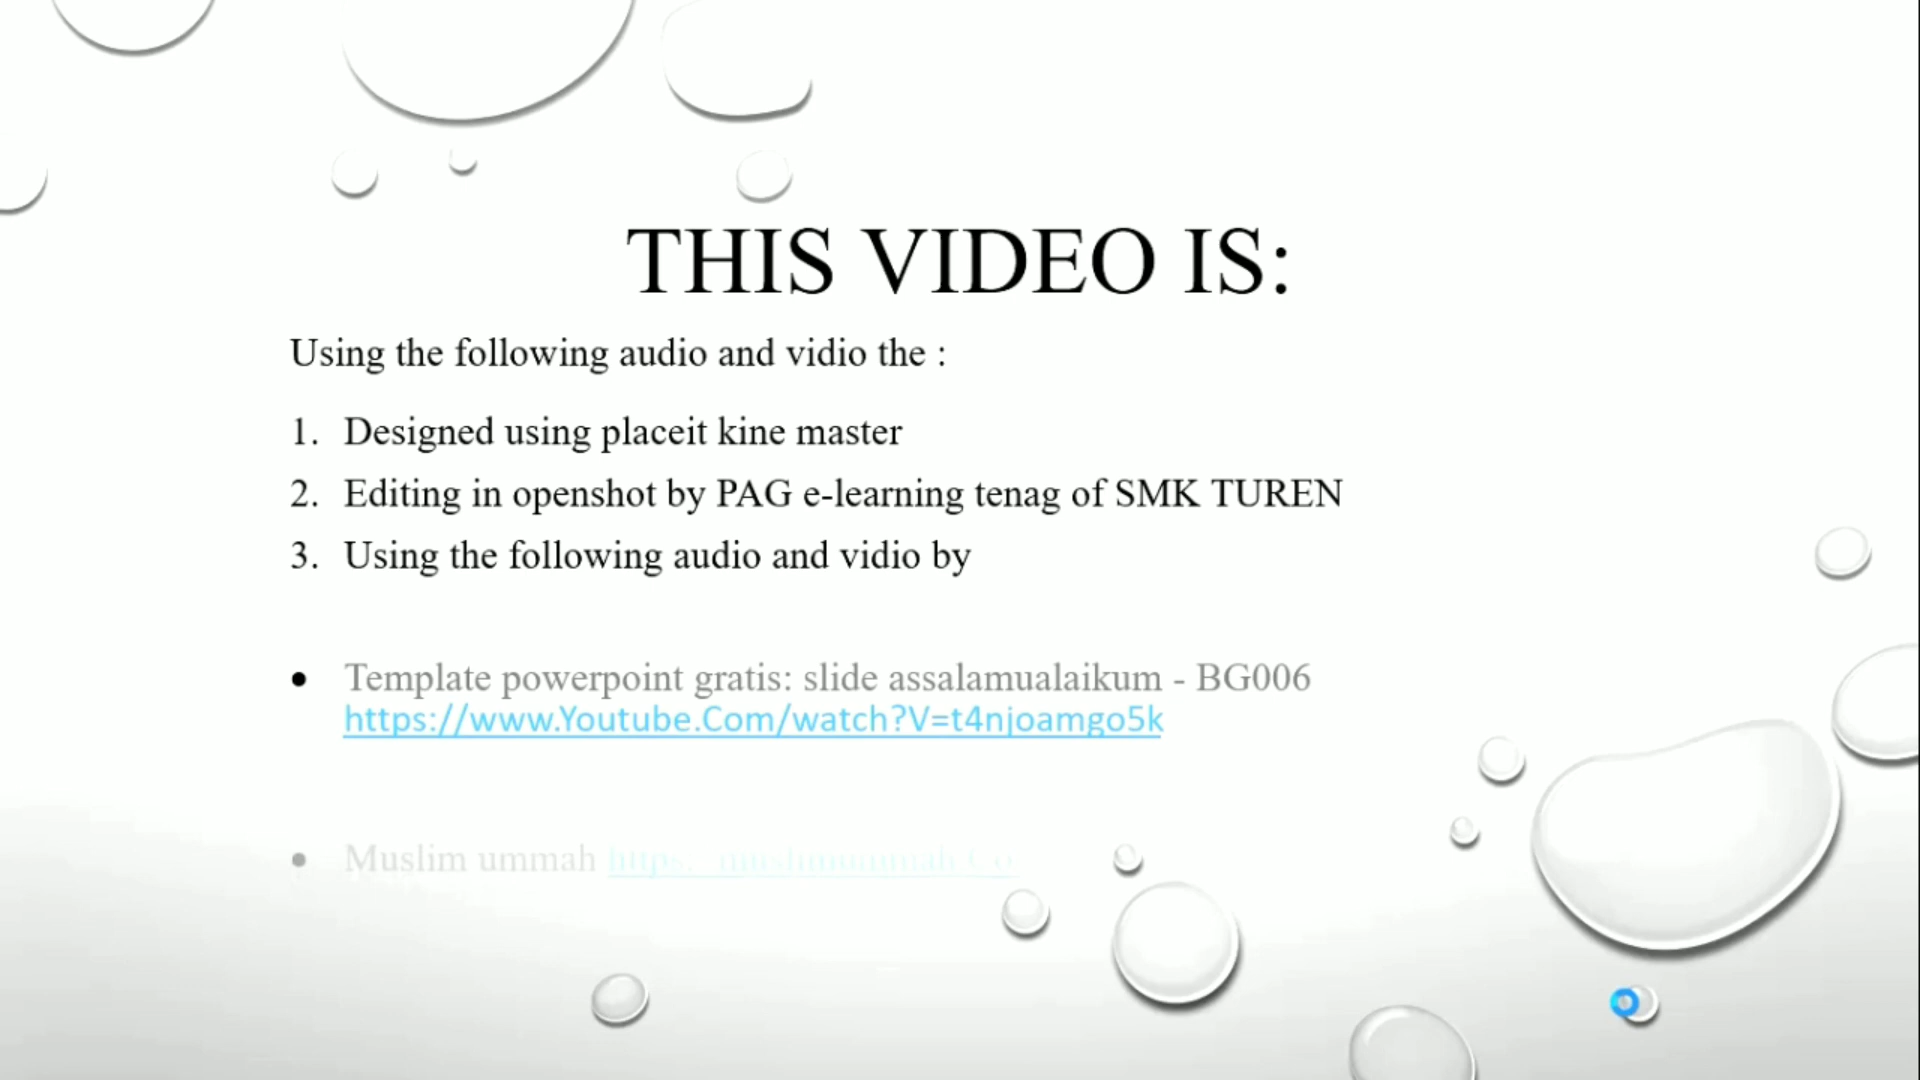 THIS VIDEO IS:
Using the following audio and vidio the :
1. Designed using placeit kine master
2. Editing in openshot by PAG e-learning tenag of SMK TUREN
3. Using the following audio and vidio by
• Template powerpoint gratis: slide assalamualaikum - BG006
https://www.Youtube.Com/watch?V=t4njoamgo5k
• Muslim ummah